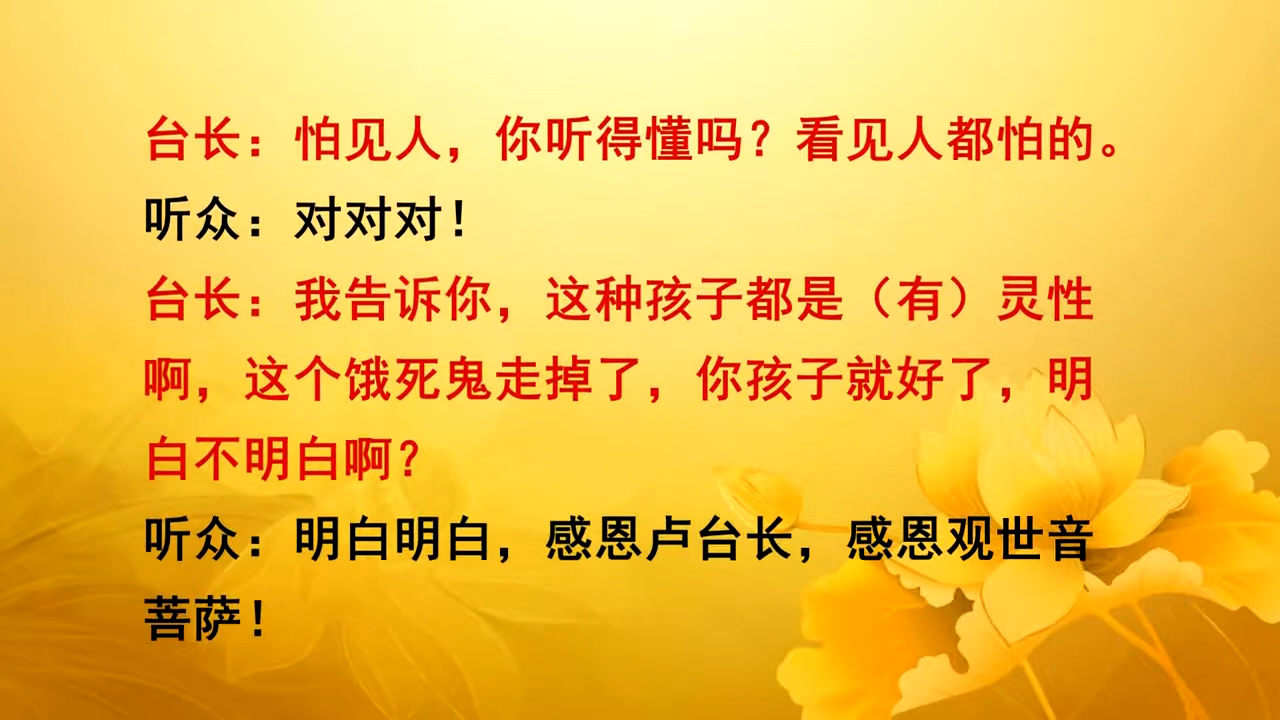 台长：怕见人，你听得懂吗？看见人都怕的。
听众：对对对！
台长：我告诉你，这种孩子都是（有）灵性
啊，这个饿死鬼走掉了，你孩子就好了，明
白不明白啊？
听众：明白明白，感恩卢台长，感恩观世音
菩萨！